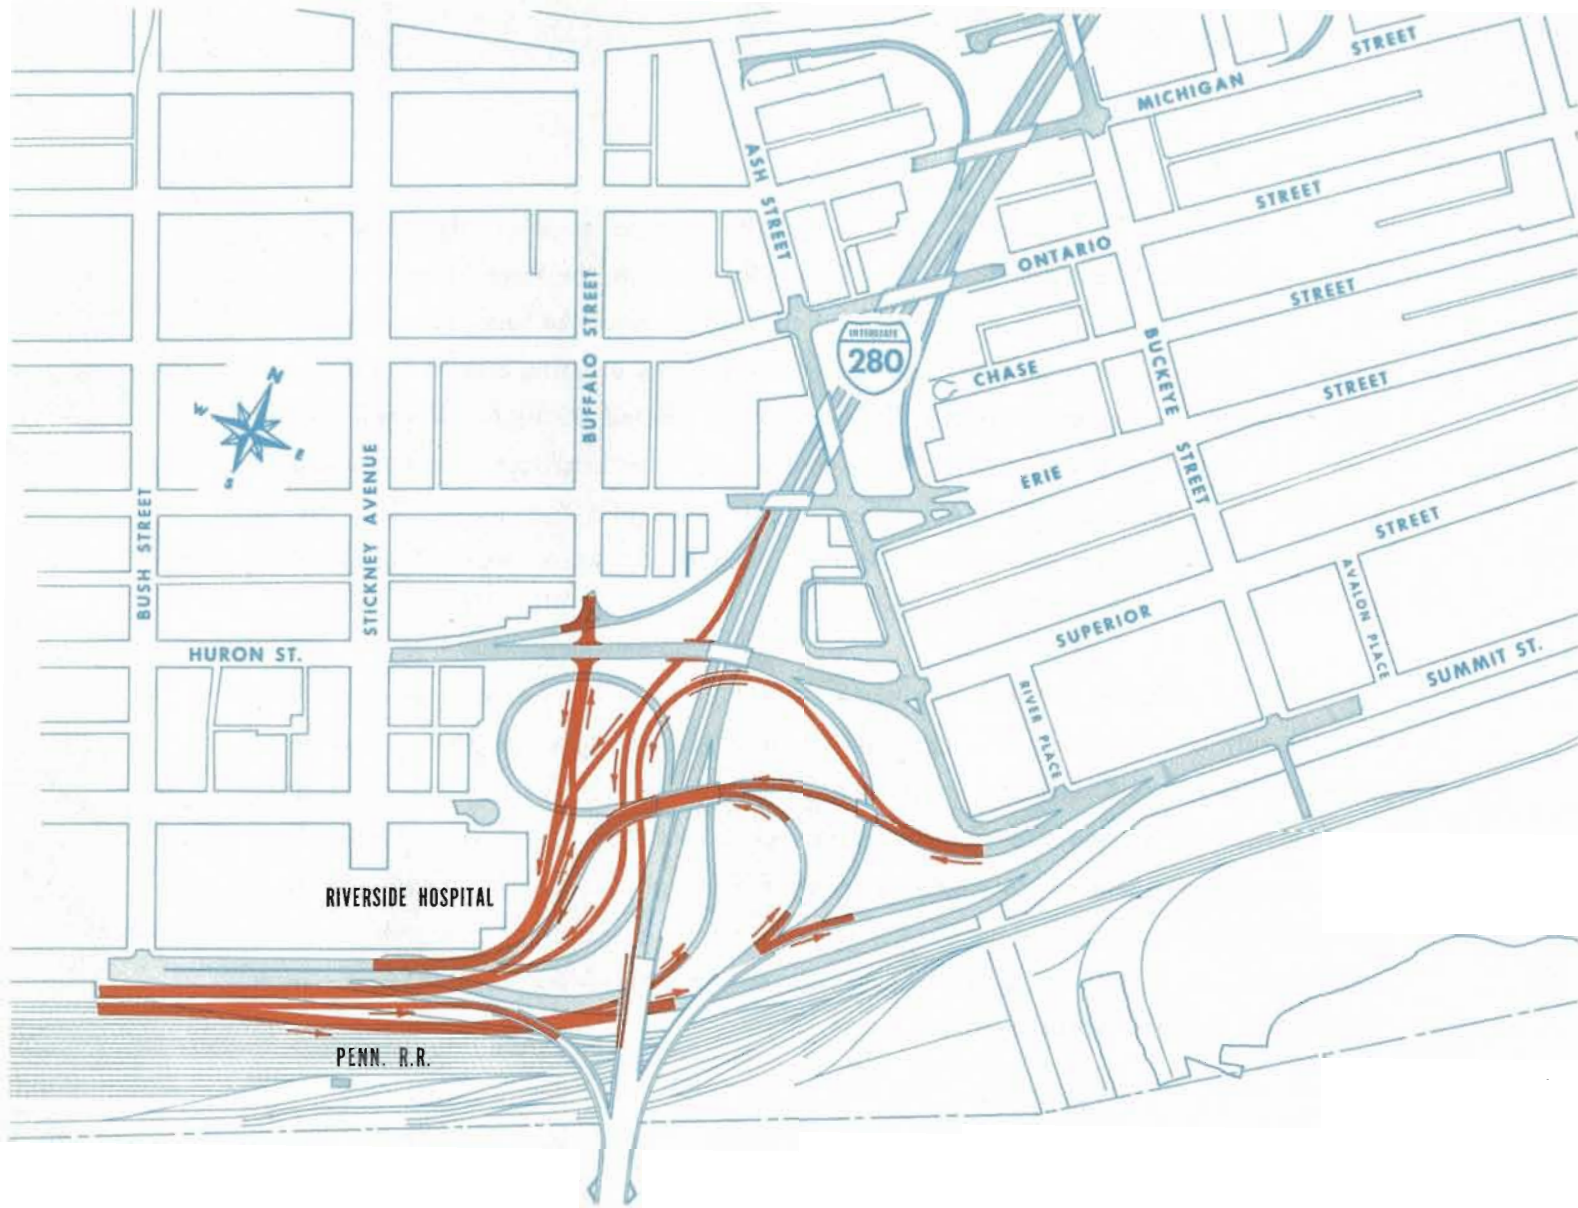 STREET
MICHIGAN
ASH STREET
STREET
ONTARIO
BUFFALO STREET
STREET
INTERSTATE
280
CHASE
BUCKEYE STREET
STREET
N
W
E
S
ERIE
STREET
BUSH STREET
STICKNEY AVENUE
AVALON PLACE
SUPERIOR
HURON ST.
SUMMIT ST.
RIVER PLACE
RIVERSIDE HOSPITAL
PENN. R.R.